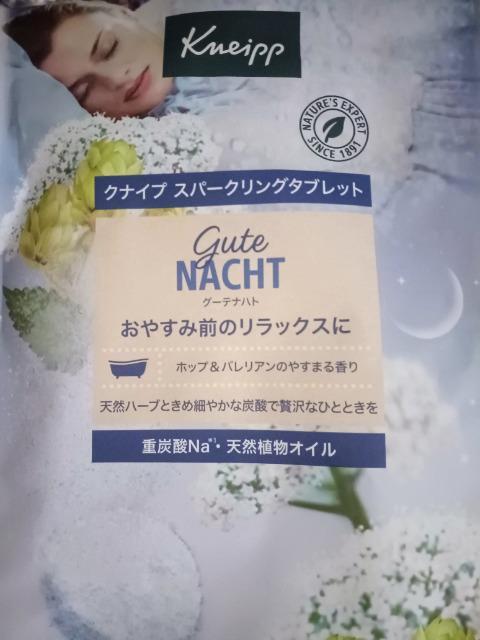 Kneipp
NATURE'S EXPERT
SINCE 1891
クナイプ スパークリングタブレット
Gute
NACHT
グーテナハト
おやすみ前のリラックスに
ホップ&バレリアンのやすまる香り
天然ハーブときめ細やかな炭酸で贅沢なひとときを
重炭酸Na※1・天然植物オイル